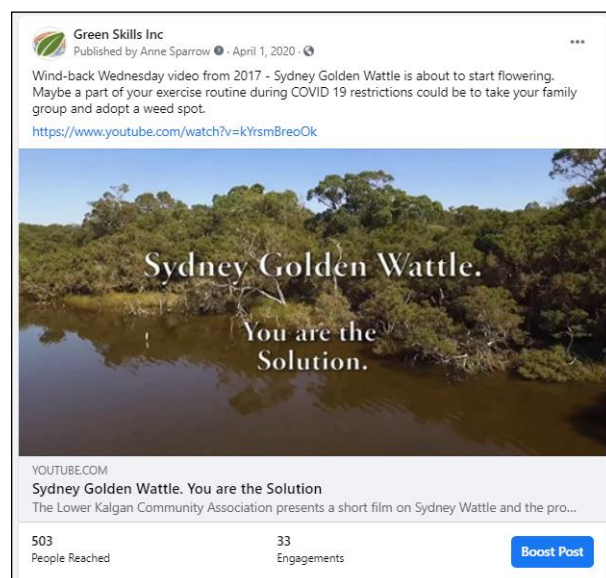 Green Skills Inc
Published by Anne Sparrow · April 1, 2020 ·
Wind-back Wednesday video from 2017 - Sydney Golden Wattle is about to start flowering.
Maybe a part of your exercise routine during COVID 19 restrictions could be to take your family
group and adopt a weed spot.
https://www.youtube.com/watch?v=kYrsmBreoOk
Sydney Golden Wattle.
You are the
Solution.
YOUTUBE.COM
Sydney Golden Wattle. You are the Solution
The Lower Kalgan Community Association presents a short film on Sydney Wattle and the pro...
503
People Reached
33
Engagements
Boost Post